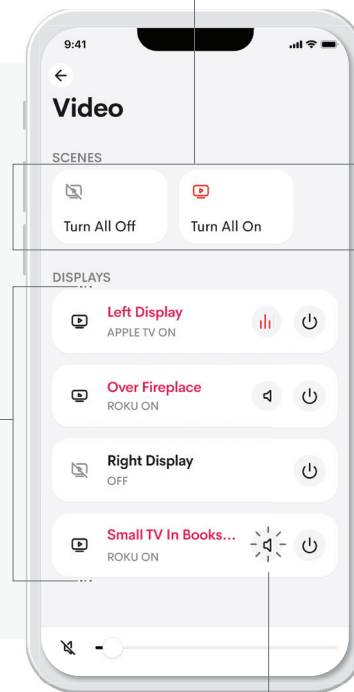 9:41
Video
SCENES
Turn All Off
Turn All On
DISPLAYS
Left Display
APPLE TV ON
Over Fireplace
ROKU ON
Right Display
OFF
Small TV In Books...
ROKU ON